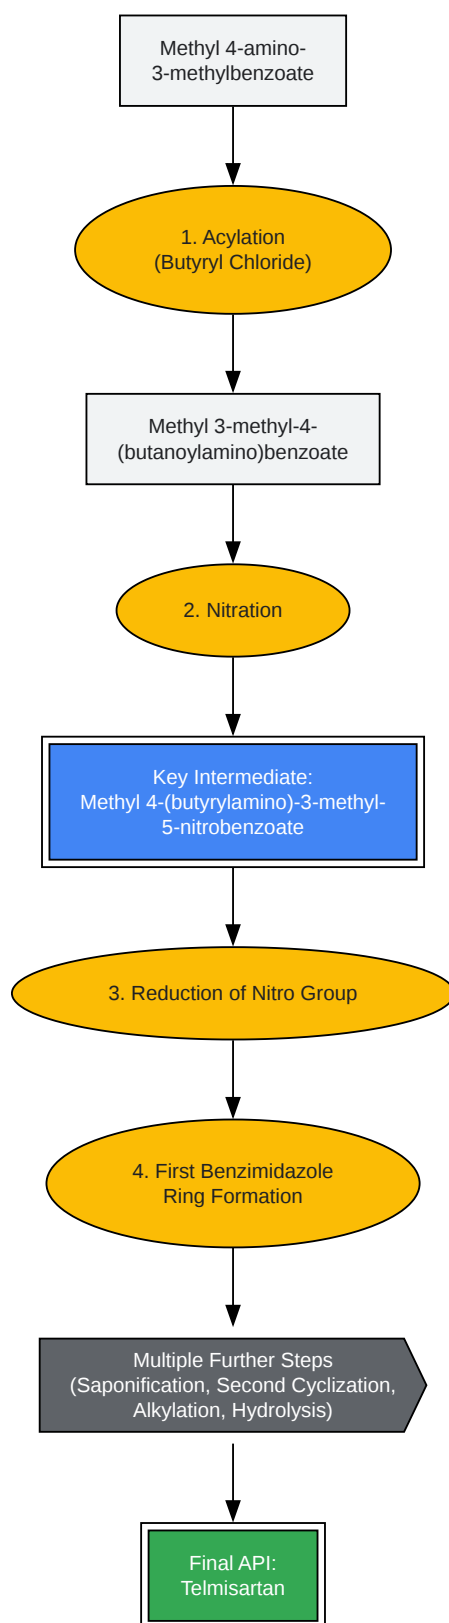 Methyl 4-amino-
3-methylbenzoate
1. Acylation
(Butyryl Chloride)
Methyl 3-methyl-4-
(butanoylamino)benzoate
2. Nitration
Key Intermediate:
Methyl 4-(butyrylamino)-3-methyl-
5-nitrobenzoate
3. Reduction of Nitro Group
4. First Benzimidazole
Ring Formation
Multiple Further Steps
(Saponification, Second Cyclization,
Alkylation, Hydrolysis)
Final API:
Telmisartan